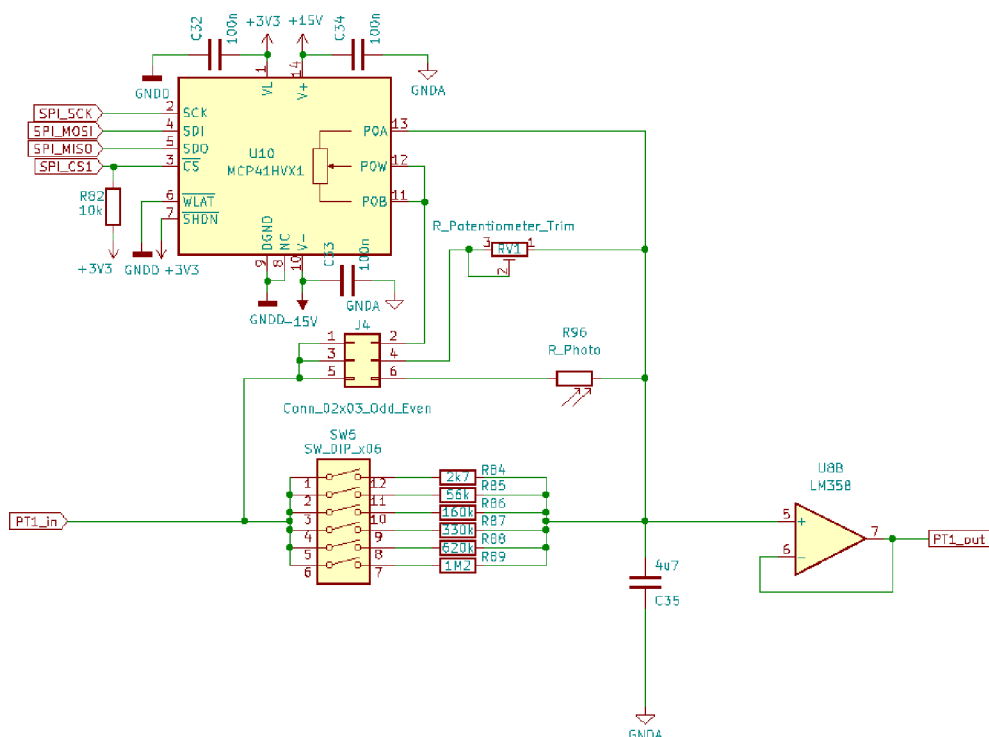 C32
100n
+3V3
+15V
C34
100n
GNDD
1
VL
14
V+
GNDA
SPI_SCK
2
SCK
SPI_MOSI
4
SDI
SPI_MISO
5
SDO
SPI_CS1
3
CS
U10
MCP41HVX1
POA
13
POW
12
POB
11
R82
10k
6
WLAT
7
SHDN
+3V3
GNDD
+3V3
DGND
9
NC
8
V-
10
C33
100n
GNDD
-15V
GNDA
R_Potentiometer_Trim
3
RV1
1
2
J4
1
2
3
4
5
6
Conn_02x03_Odd_Even
R96
R_Photo
SW5
SW_DIP_x06
1
12
2k7
R84
2
11
56k
R85
3
10
160k
R86
4
9
330k
R87
5
8
620k
R88
6
7
1M2
R89
PT1_in
4u7
C35
GNDA
U8B
LM358
5
+
6
-
7
PT1_out